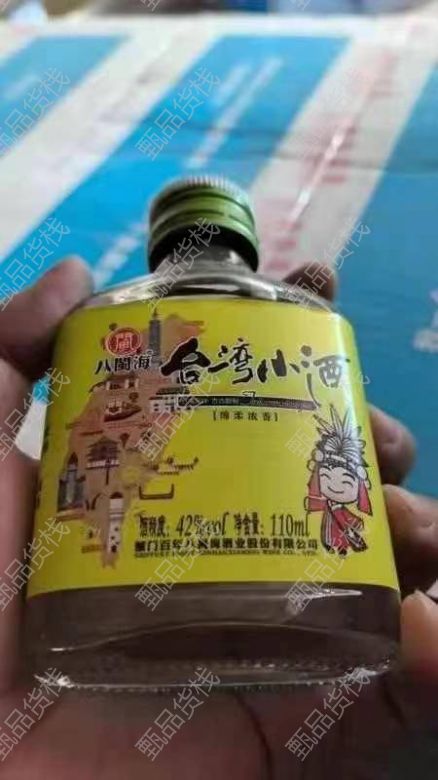 八閩海
台湾小酒
【绵柔浓香】
酒精度：42%vol 净含量：110ml
厦门百年八闽海酒业股份有限公司
甄品货栈